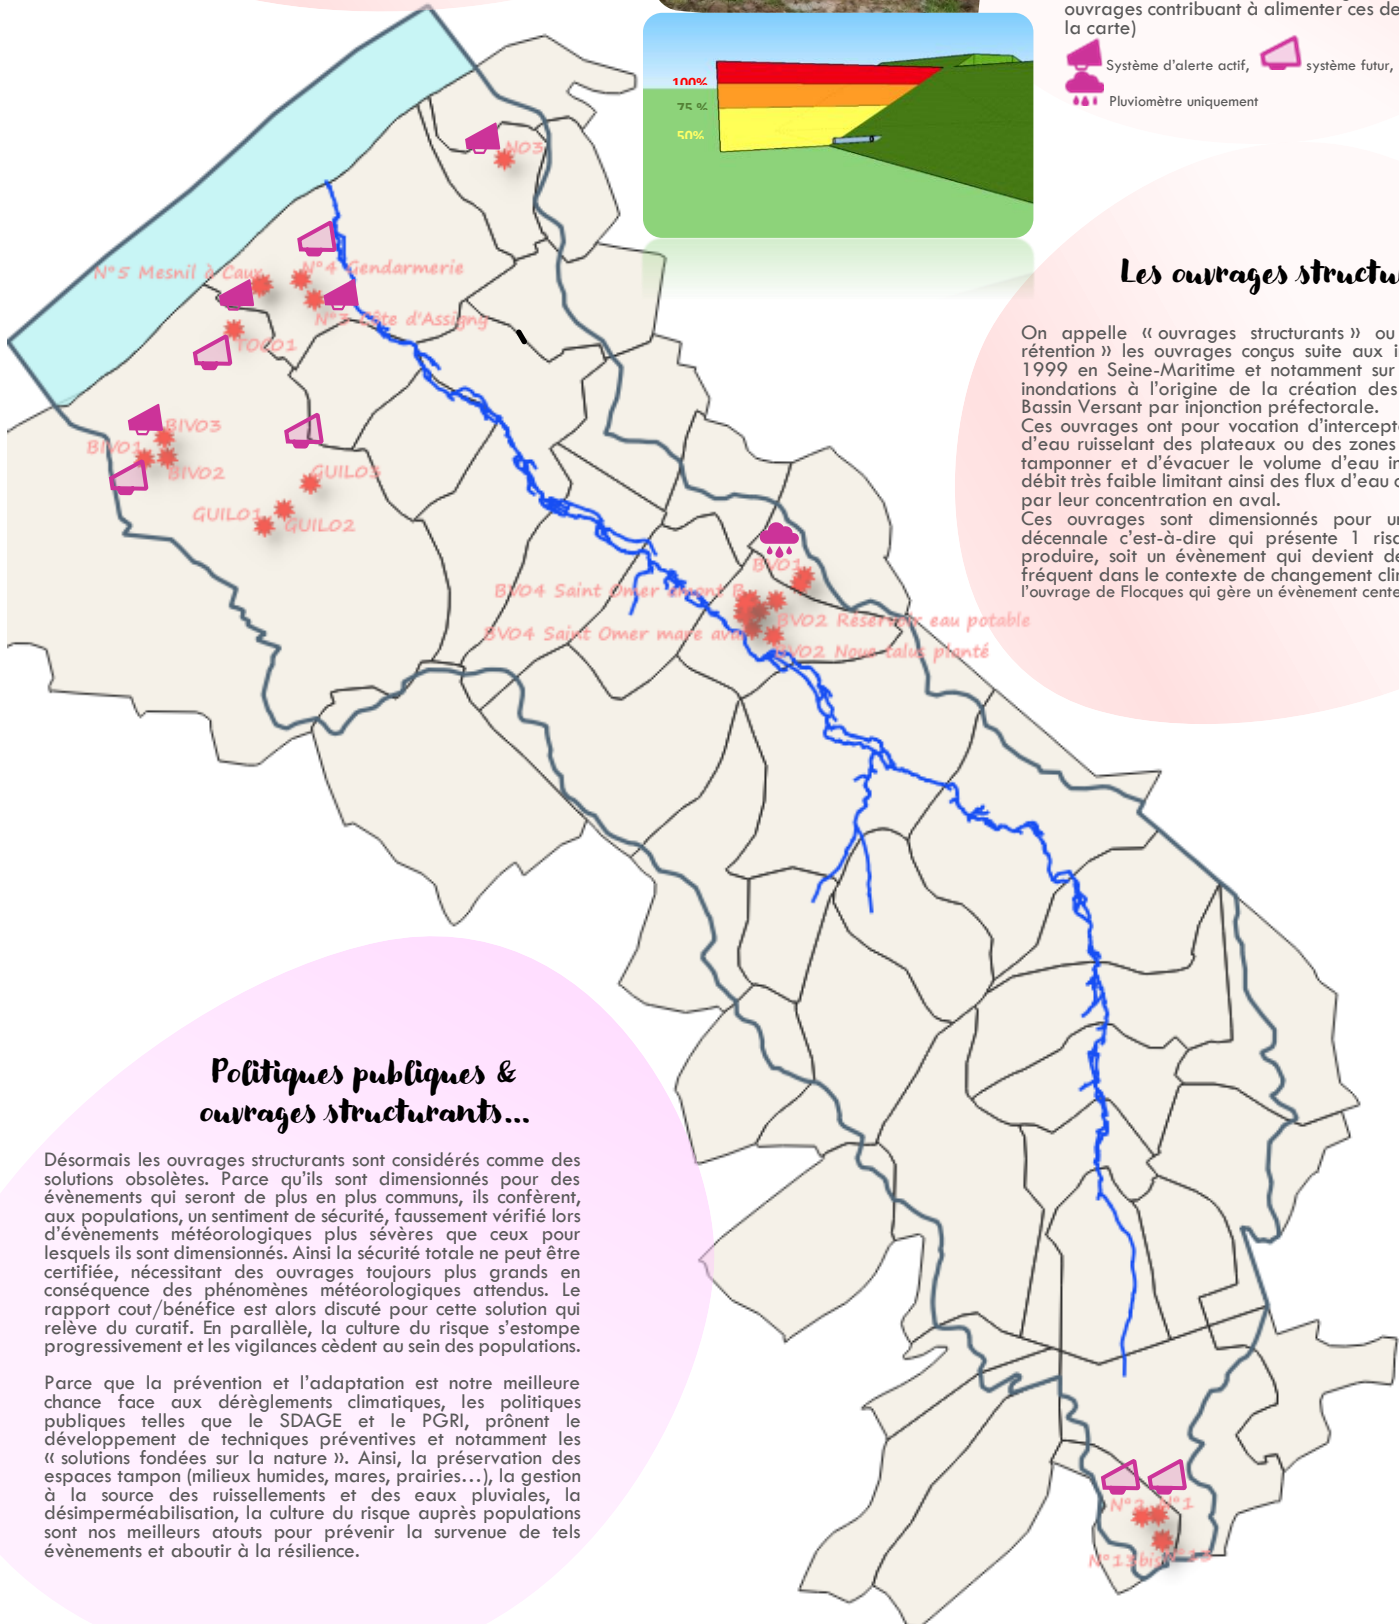 ouvrages contribuant à alimenter ces de
la carte)
Système d'alerte actif, système futur,
Pluviomètre uniquement
100%
75 %
50%
NO3
N°5 Mesnil à Caux
N°4 Gendarmerie
N°3 Côte d'Assigny
TOCO1
BIVO3
BIVO1
BIVO2
GUILO3
GUILO1
GUILO2
Les ouvrages structu
On appelle « ouvrages structurants » ou
rétention » les ouvrages conçus suite aux i
1999 en Seine-Maritime et notamment sur
inondations à l'origine de la création des
Bassin Versant par injonction préfectorale.
Ces ouvrages ont pour vocation d'intercept
d'eau ruisselant des plateaux ou des zones
tamponner et d'évacuer le volume d'eau in
débit très faible limitant ainsi des flux d'eau c
par leur concentration en aval.
Ces ouvrages sont dimensionnés pour un
décennale c'est-à-dire qui présente 1 risc
produire, soit un évènement qui devient de
fréquent dans le contexte de changement clin
l'ouvrage de Flocques qui gère un évènement cente
BVO1
BVO4 Saint Omer amont B
BVO2 Réservoir eau potable
BVO4 Saint Omer mare ava
BVO2 Noue talus planté
Politiques publiques &
ouvrages structurants...
Désormais les ouvrages structurants sont considérés comme des
solutions obsolètes. Parce qu'ils sont dimensionnés pour des
évènements qui seront de plus en plus communs, ils confèrent,
aux populations, un sentiment de sécurité, faussement vérifié lors
d'évènements météorologiques plus sévères que ceux pour
lesquels ils sont dimensionnés. Ainsi la sécurité totale ne peut être
certifiée, nécessitant des ouvrages toujours plus grands en
conséquence des phénomènes météorologiques attendus. Le
rapport cout/bénéfice est alors discuté pour cette solution qui
relève du curatif. En parallèle, la culture du risque s'estompe
progressivement et les vigilances cèdent au sein des populations.
Parce que la prévention et l'adaptation est notre meilleure
chance face aux dérèglements climatiques, les politiques
publiques telles que le SDAGE et le PGRI, prônent le
développement de techniques préventives et notamment les
« solutions fondées sur la nature ». Ainsi, la préservation des
espaces tampon (milieux humides, mares, prairies...), la gestion
à la source des ruissellements et des eaux pluviales, la
désimperméabilisation, la culture du risque auprès populations
sont nos meilleurs atouts pour prévenir la survenue de tels
évènements et aboutir à la résilience.
N°2 N°1
N°13bis N°13